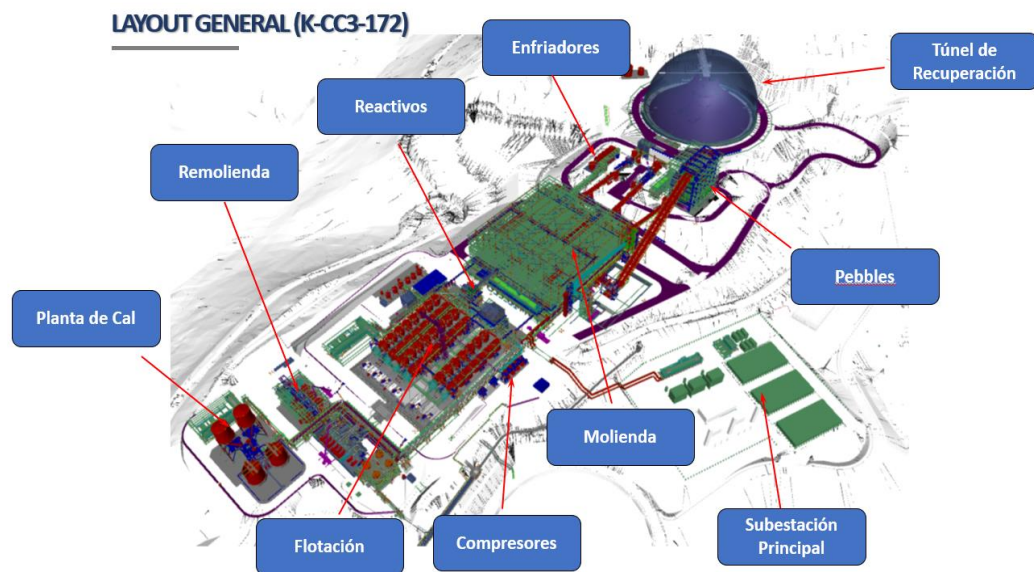 LAYOUT GENERAL (K-CC3-172)
Enfriadores
Túnel de
Recuperación
Reactivos
Remolienda
Pebbles
Planta de Cal
Molienda
Flotación
Compresores
Subestación
Principal